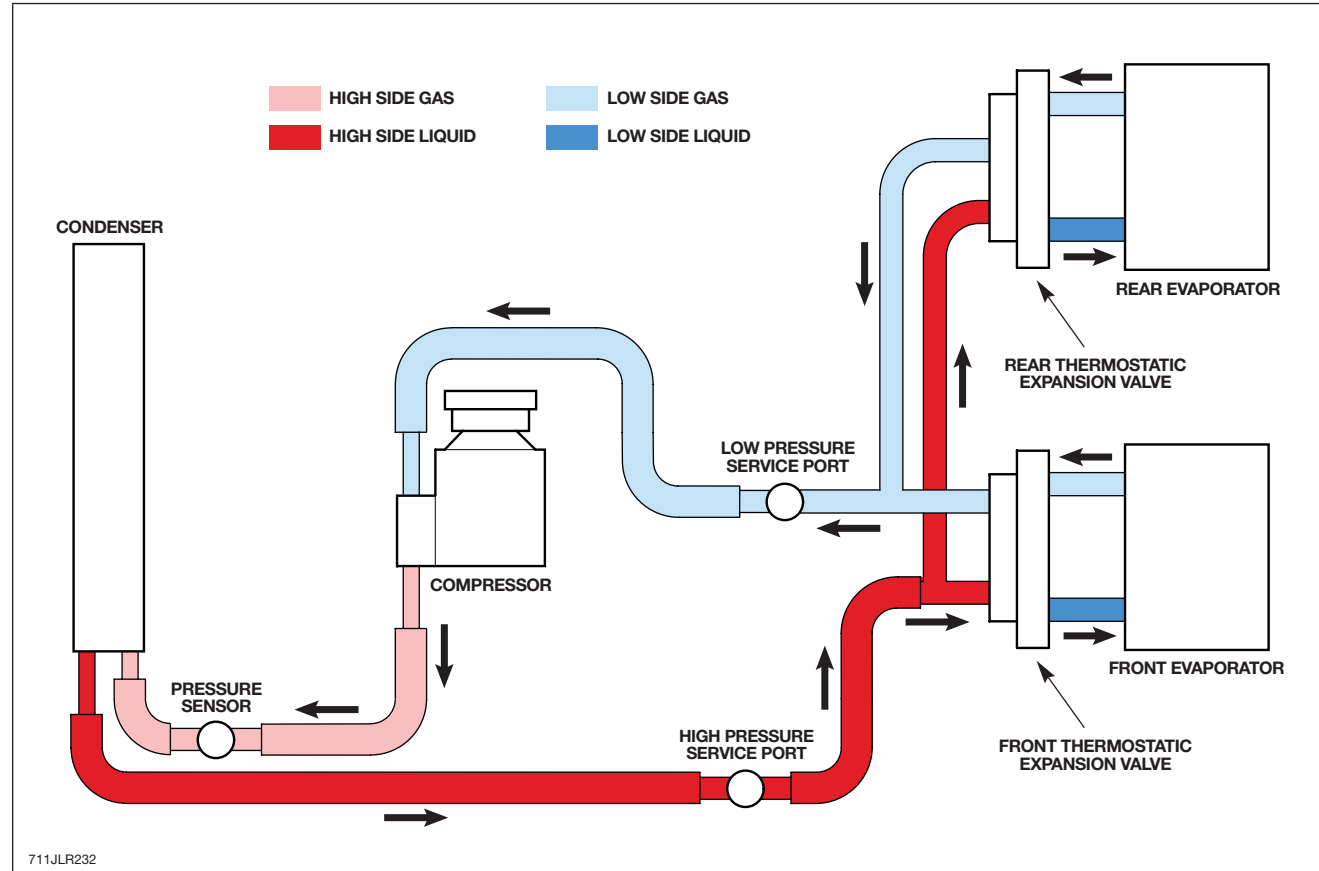 HIGH SIDE GAS
LOW SIDE GAS
HIGH SIDE LIQUID
LOW SIDE LIQUID
CONDENSER
REAR EVAPORATOR
REAR THERMOSTATIC
EXPANSION VALVE
LOW PRESSURE
SERVICE PORT
COMPRESSOR
FRONT EVAPORATOR
PRESSURE
SENSOR
HIGH PRESSURE
SERVICE PORT
FRONT THERMOSTATIC
EXPANSION VALVE
711JLR232